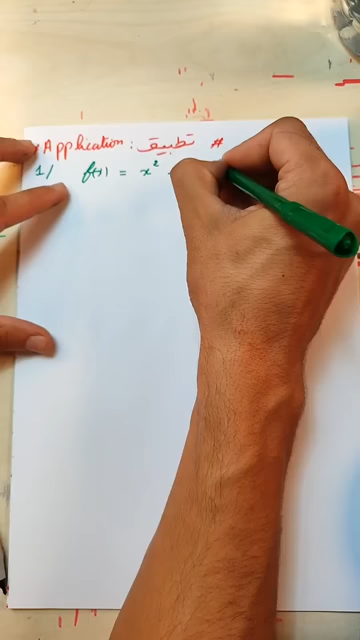 * Application : تطبيق #
1/ f(x) = x² -